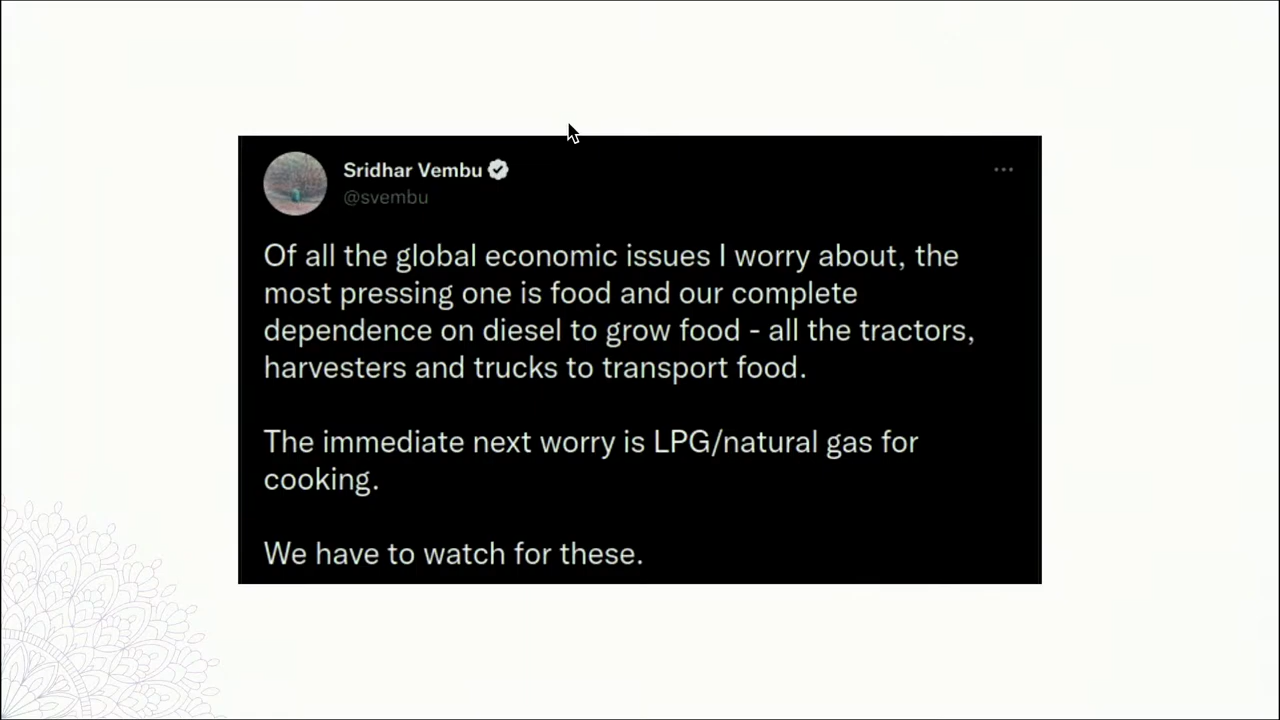 Sridhar Vembu
@svembu
Of all the global economic issues I worry about, the
most pressing one is food and our complete
dependence on diesel to grow food - all the tractors,
harvesters and trucks to transport food.
The immediate next worry is LPG/natural gas for
cooking.
We have to watch for these.